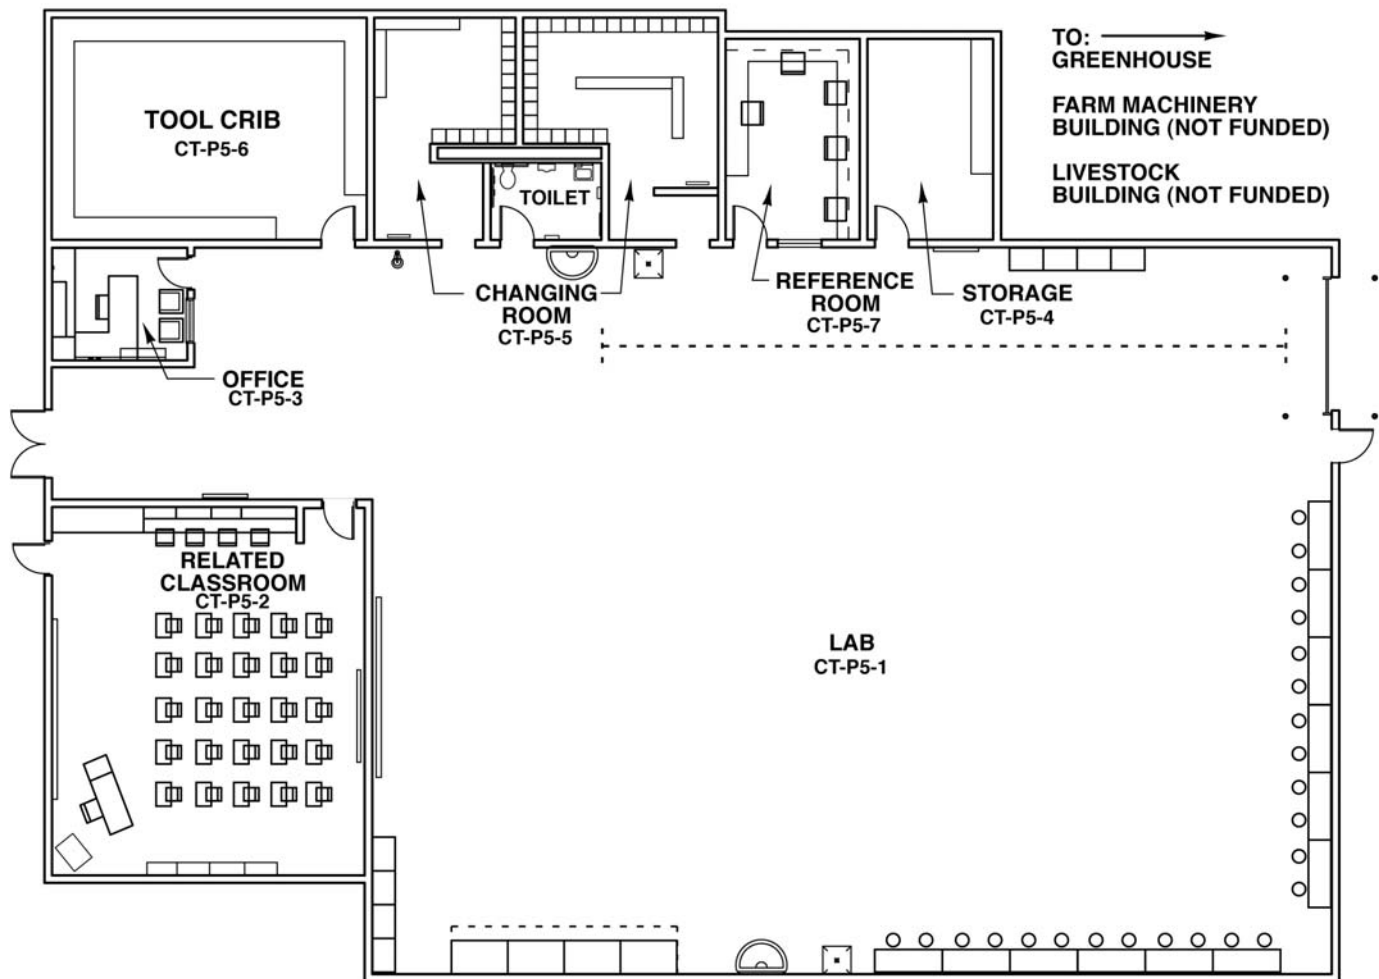 TO:
GREENHOUSE
FARM MACHINERY
BUILDING (NOT FUNDED)
LIVESTOCK
BUILDING (NOT FUNDED)
TOOL CRIB
CT-P5-6
TOILET
CHANGING
ROOM
CT-P5-5
REFERENCE
ROOM
CT-P5-7
STORAGE
CT-P5-4
OFFICE
CT-P5-3
RELATED
CLASSROOM
CT-P5-2
LAB
CT-P5-1